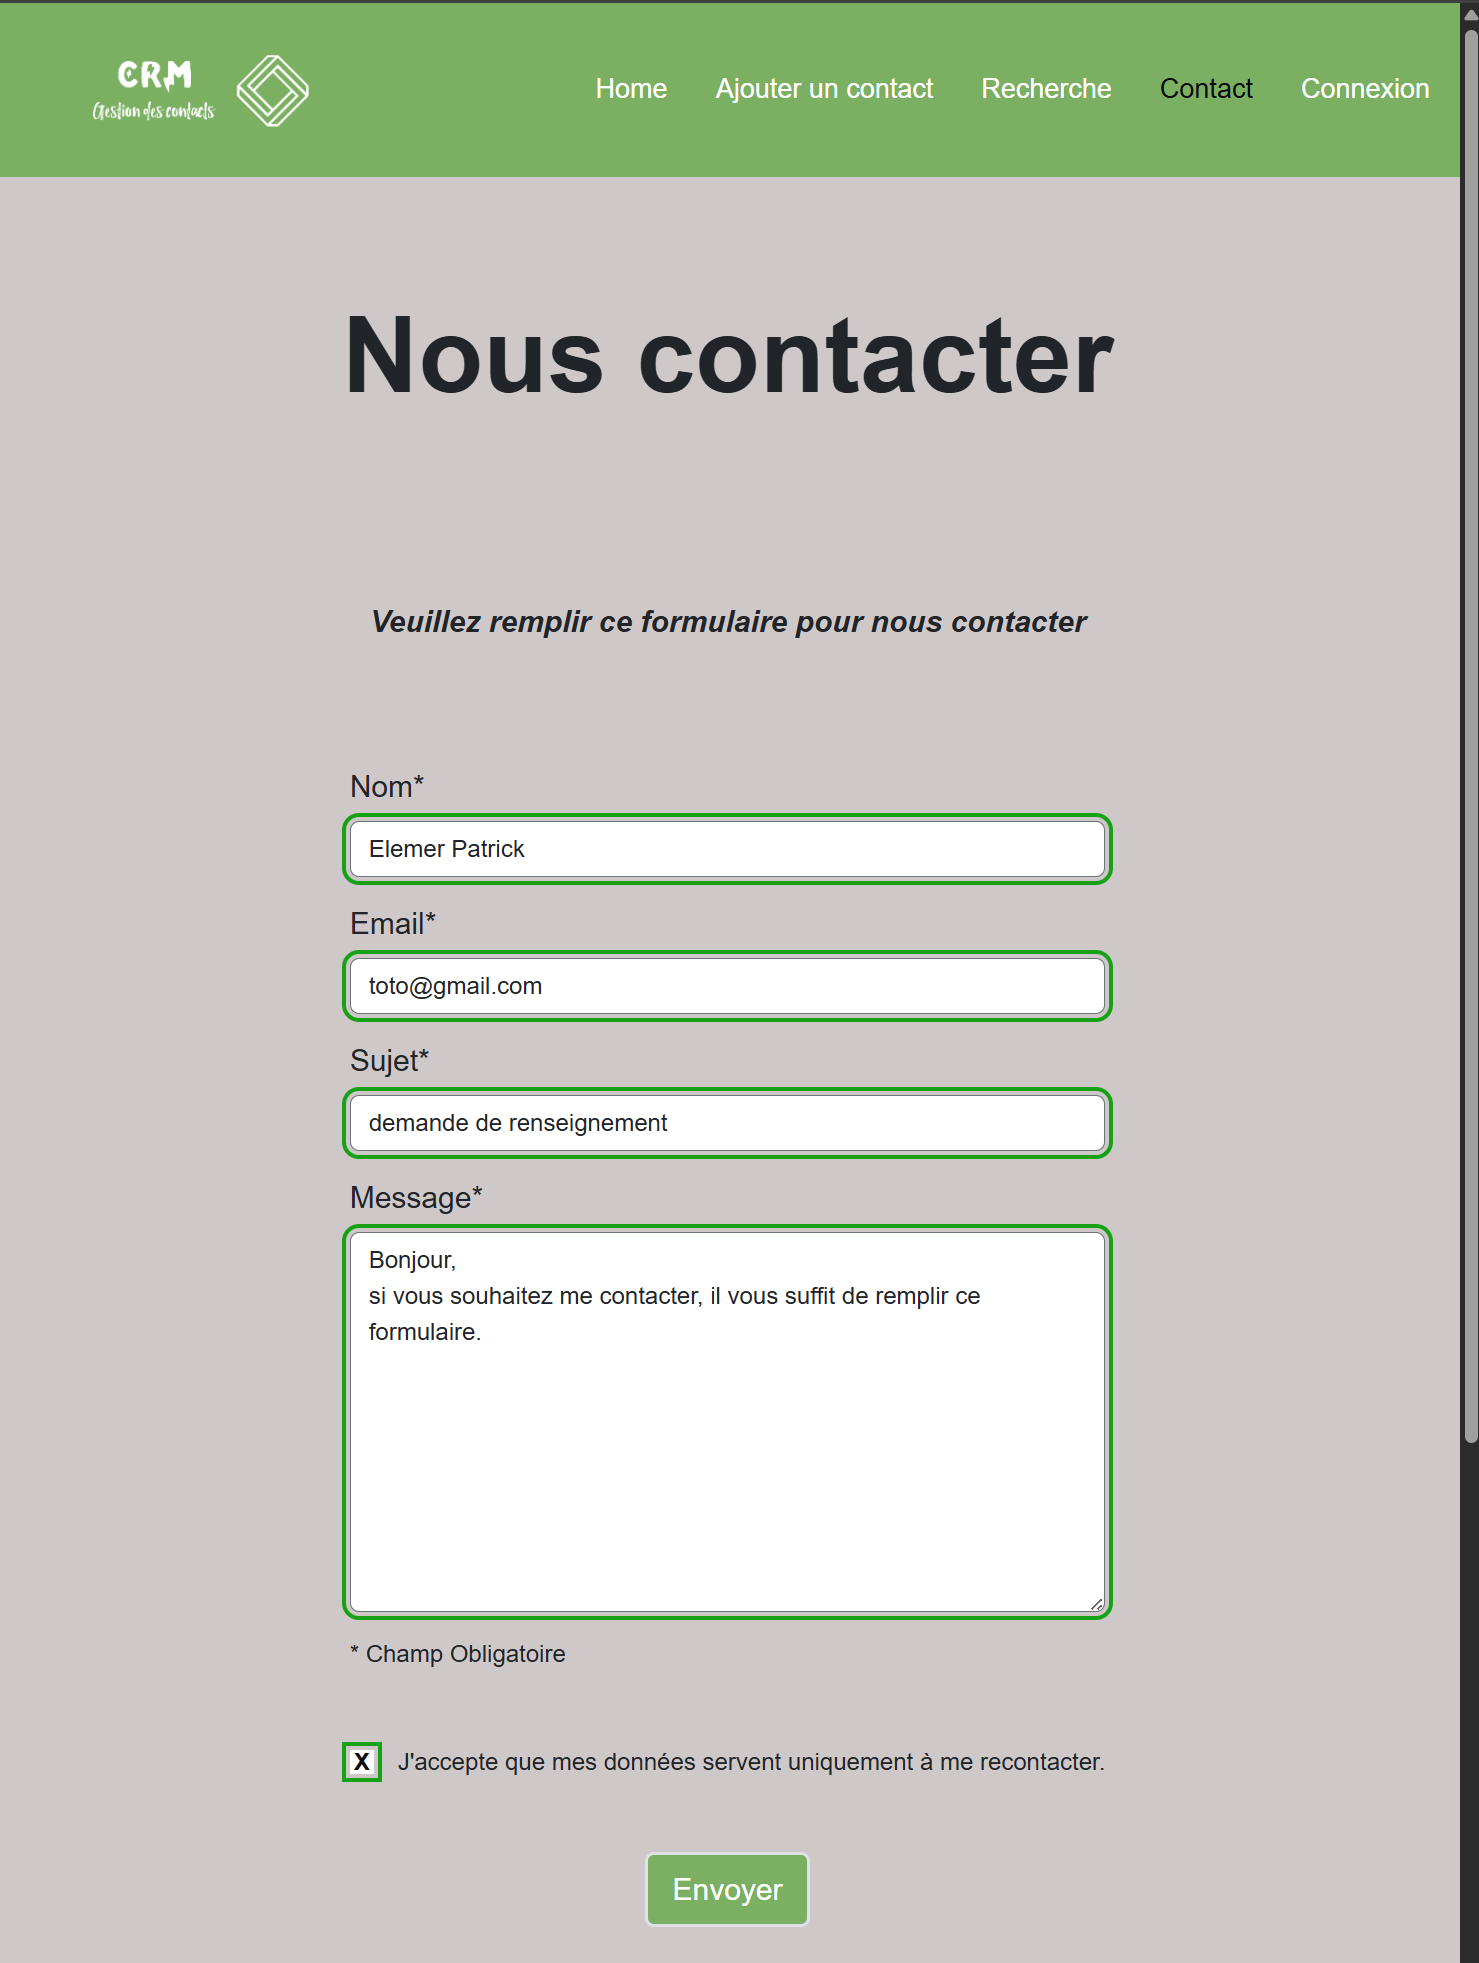 CRM
Gestion des contacts
Home Ajouter un contact Recherche Contact Connexion
Nous contacter
Veuillez remplir ce formulaire pour nous contacter
Nom*
Elemer Patrick
Email*
toto@gmail.com
Sujet*
demande de renseignement
Message*
Bonjour,
si vous souhaitez me contacter, il vous suffit de remplir ce
formulaire.
* Champ Obligatoire
X J'accepte que mes données servent uniquement à me recontacter.
Envoyer